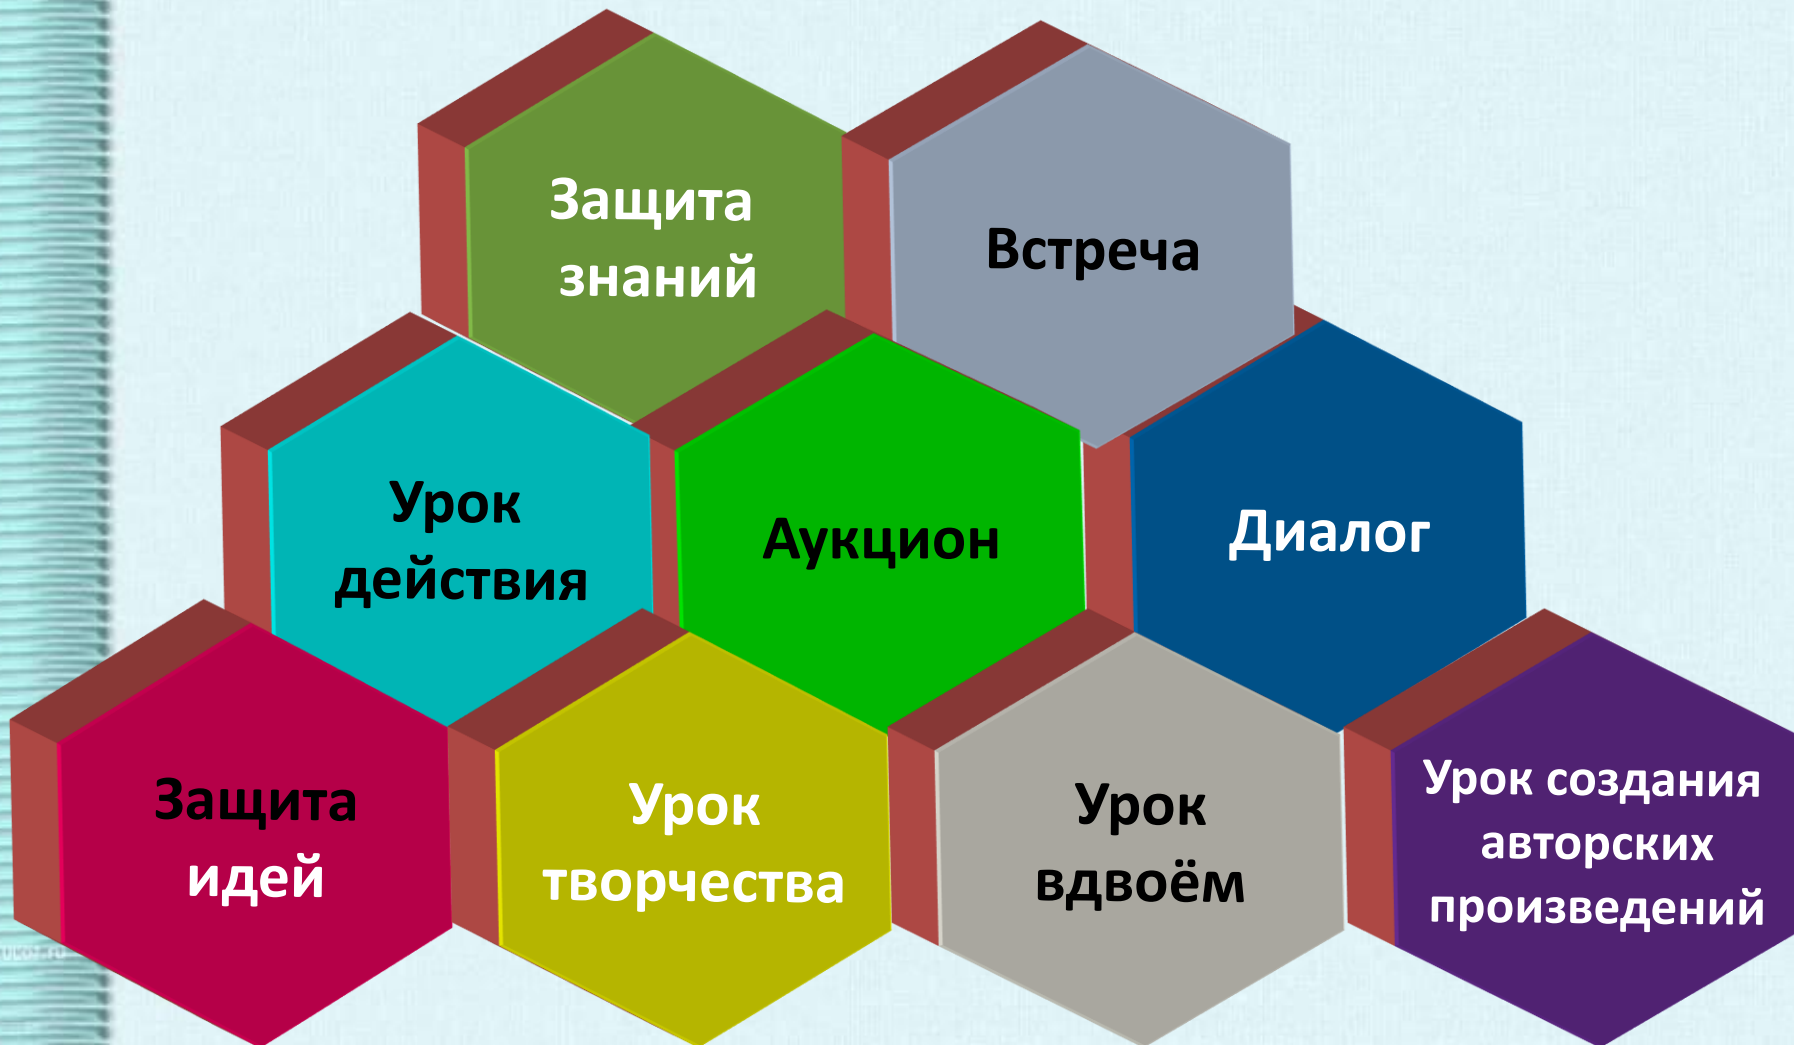 Защита
знаний
Встреча
Урок
действия
Аукцион
Диалог
Защита
идей
Урок
творчества
Урок
вдвоём
Урок создания
авторских
произведений